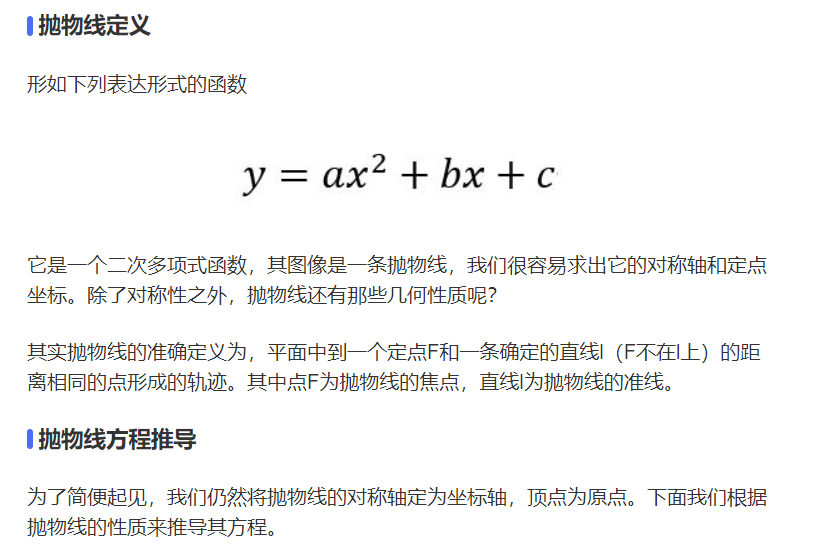 抛物线定义
形如下列表达形式的函数
y = ax² + bx + c
它是一个二次多项式函数，其图像是一条抛物线，我们很容易求出它的对称轴和定点
坐标。除了对称性之外，抛物线还有那些几何性质呢？
其实抛物线的准确定义为，平面中到一个定点F和一条确定的直线l（F不在l上）的距
离相同的点形成的轨迹。其中点F为抛物线的焦点，直线l为抛物线的准线。
抛物线方程推导
为了简便起见，我们仍然将抛物线的对称轴定为坐标轴，顶点为原点。下面我们根据
抛物线的性质来推导其方程。